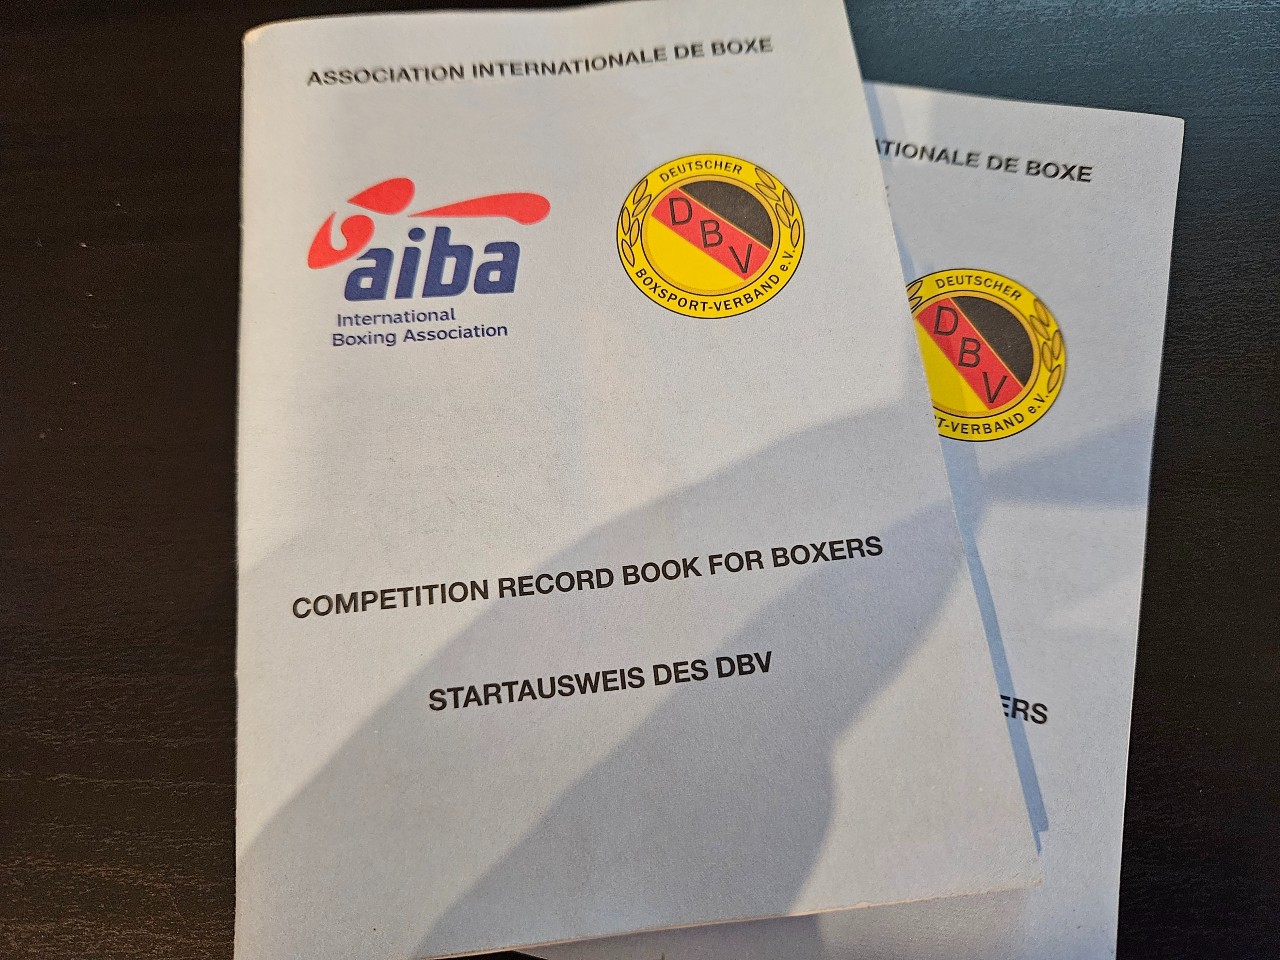 ASSOCIATION INTERNATIONALE DE BOXE
aiba
International
Boxing Association
DEUTSCHER
DBV
BOXSPORT-VERBAND e.V.
COMPETITION RECORD BOOK FOR BOXERS
STARTAUSWEIS DES DBV
ATIONALE DE BOXE
DEUTSCHER
DBV
T-VERBAND e.V.
ERS